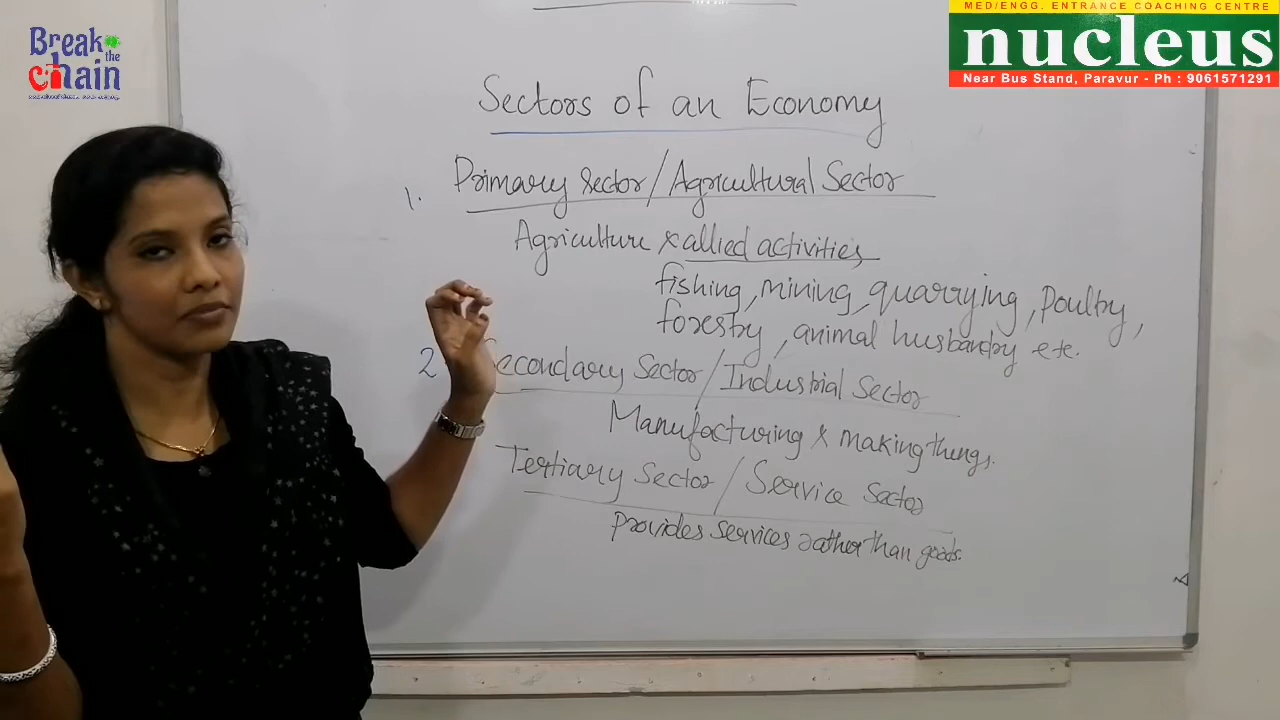 Break
the
chain
MED/ENGG. ENTRANCE COACHING CENTRE
nucleus
Near Bus Stand, Paravur - Ph : 9061571291
Sectors of an Economy
1. Primary Sector/Agricultural Sector
Agriculture & allied activities
fishing, mining, quarrying, Poultry,
forestry, animal husbandry etc.
2 Secondary Sector/Industrial Sector
Manufacturing & making things.
Tertiary Sector/Service Sector
Provides services rather than goods.